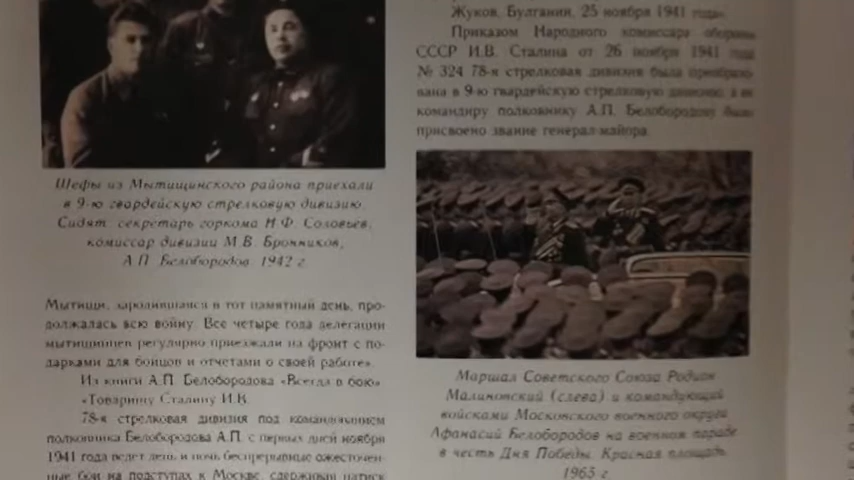 Шефы из Мытищинского района приехали
в 9-ю гвардейскую стрелковую дивизию.
Сидят: секретарь горкома Н.Ф. Соловьев,
комиссар дивизии М.В. Бронников,
А.П. Белобородов. 1942 г.
Мытищи, зародившаяся в тот памятный день, про-
должалась всю войну. Все четыре года делегации
мытищинцев регулярно приезжали на фронт с по-
дарками для бойцов и отчетами о своей работе».
Из книги А.П. Белобородова «Всегда в бою».
«Товарищу Сталину И.В.
78-я стрелковая дивизия под командованием
полковника Белобородова А.П. с первых дней ноября
1941 года ведет день и ночь беспрерывные ожесточен-
ные бои на подступах к Москве, сдерживая натиск
Жуков, Булганин, 25 ноября 1941 года».
Приказом Народного комиссара обороны
СССР И.В. Сталина от 26 ноября 1941 года
№ 324 78-я стрелковая дивизия была преобразо-
вана в 9-ю гвардейскую стрелковую дивизию, а ее
командиру полковнику А.П. Белобородову было
присвоено звание генерал-майора.
Маршал Советского Союза Родион
Малиновский (слева) и командующий
войсками Московского военного округа
Афанасий Белобородов на военном параде
в честь Дня Победы. Красная площадь.
1965 г.